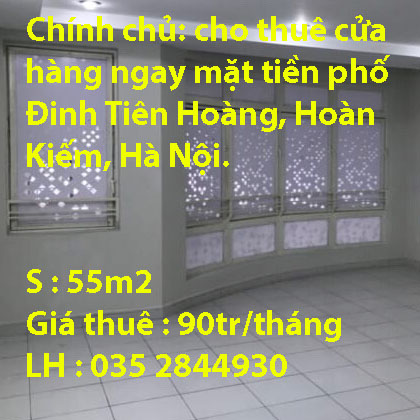 Chính chủ: cho thuê cửa
hàng ngay mặt tiền phố
Đinh Tiên Hoàng, Hoàn
Kiếm, Hà Nội.
S : 55m2
Giá thuê : 90tr/tháng
LH : 035 2844930